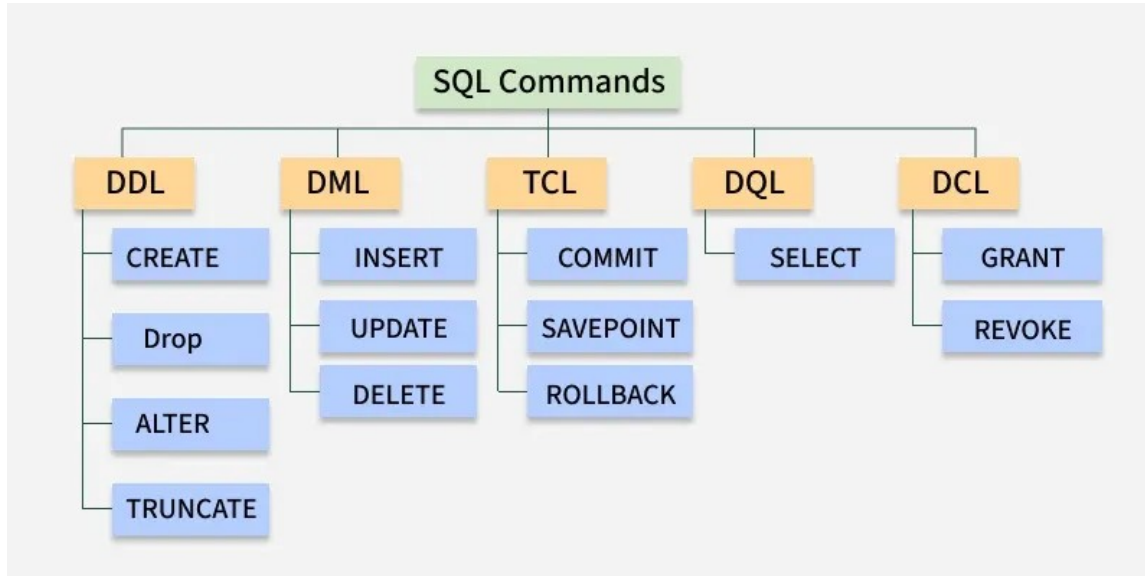 SQL Commands
DDL
DML
TCL
DQL
DCL
CREATE
INSERT
COMMIT
SELECT
GRANT
Drop
UPDATE
SAVEPOINT
REVOKE
ALTER
DELETE
ROLLBACK
TRUNCATE